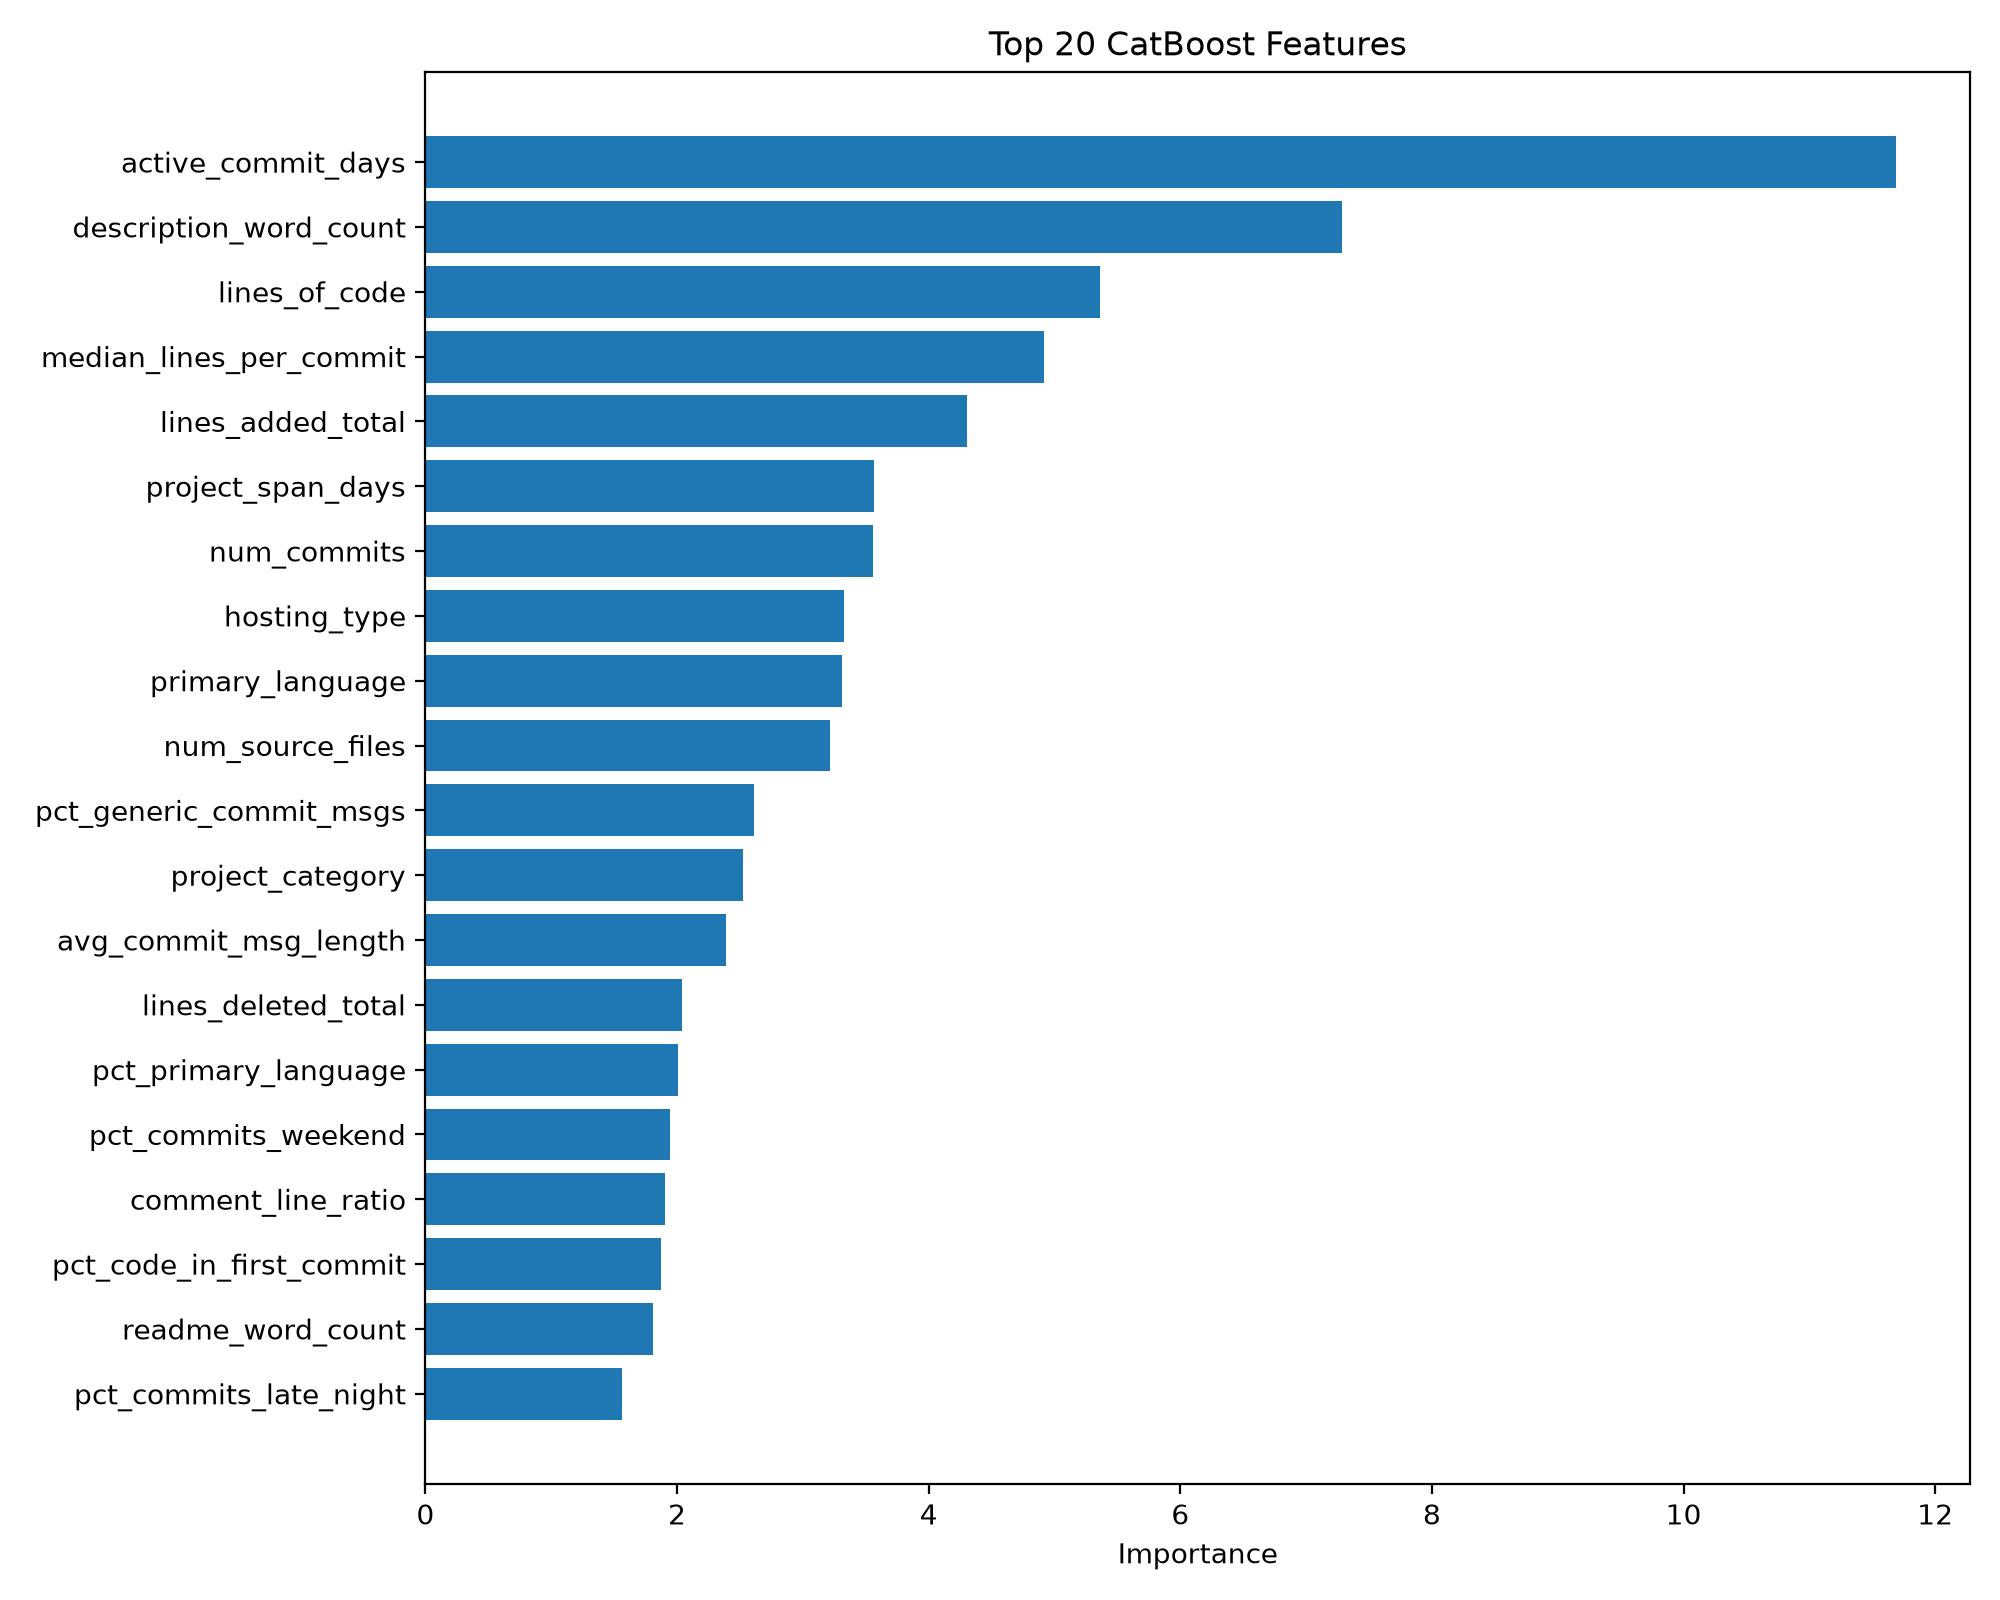 Top 20 CatBoost Features
active_commit_days
description_word_count
lines_of_code
median_lines_per_commit
lines_added_total
project_span_days
num_commits
hosting_type
primary_language
num_source_files
pct_generic_commit_msgs
project_category
avg_commit_msg_length
lines_deleted_total
pct_primary_language
pct_commits_weekend
comment_line_ratio
pct_code_in_first_commit
readme_word_count
pct_commits_late_night
0 2 4 6 8 10 12
Importance